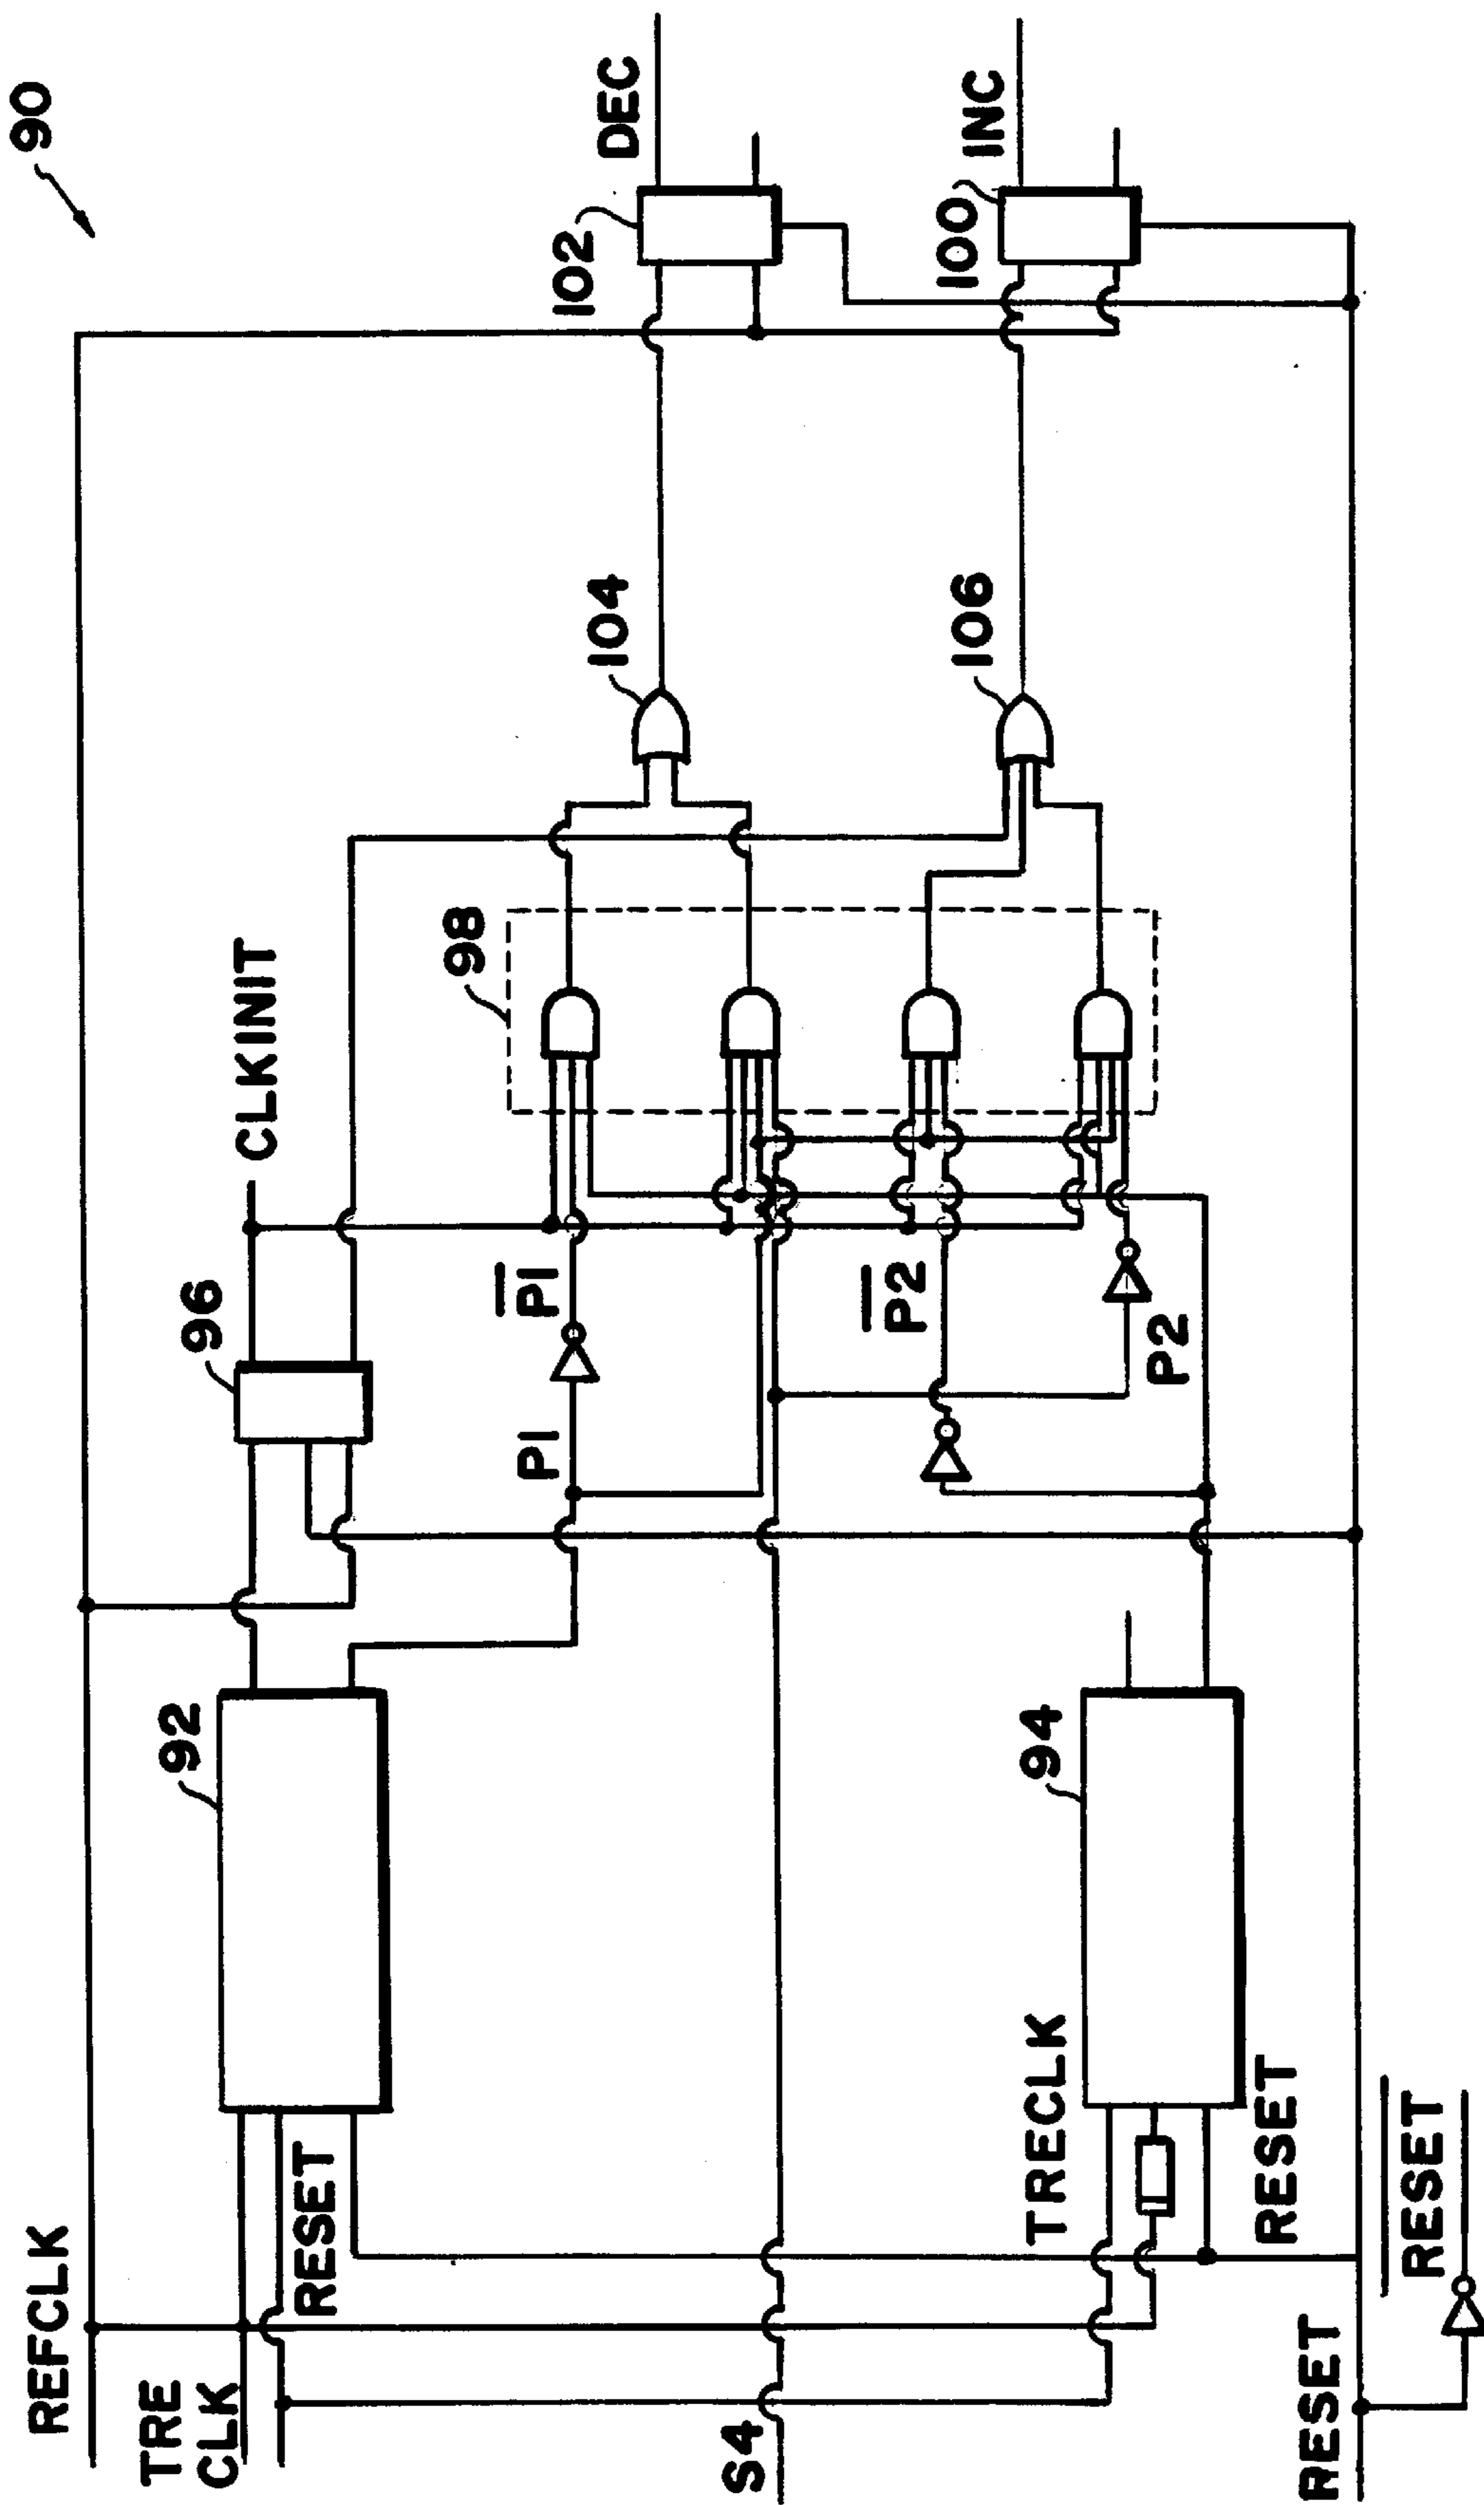 90
REFCLK
TRE
CLK
RESET
92
96
CLKINIT
P1
P1
98
104
102
DEC
S4
TRECLK
94
RESET
P2
P2
106
100
INC
RESET
RESET